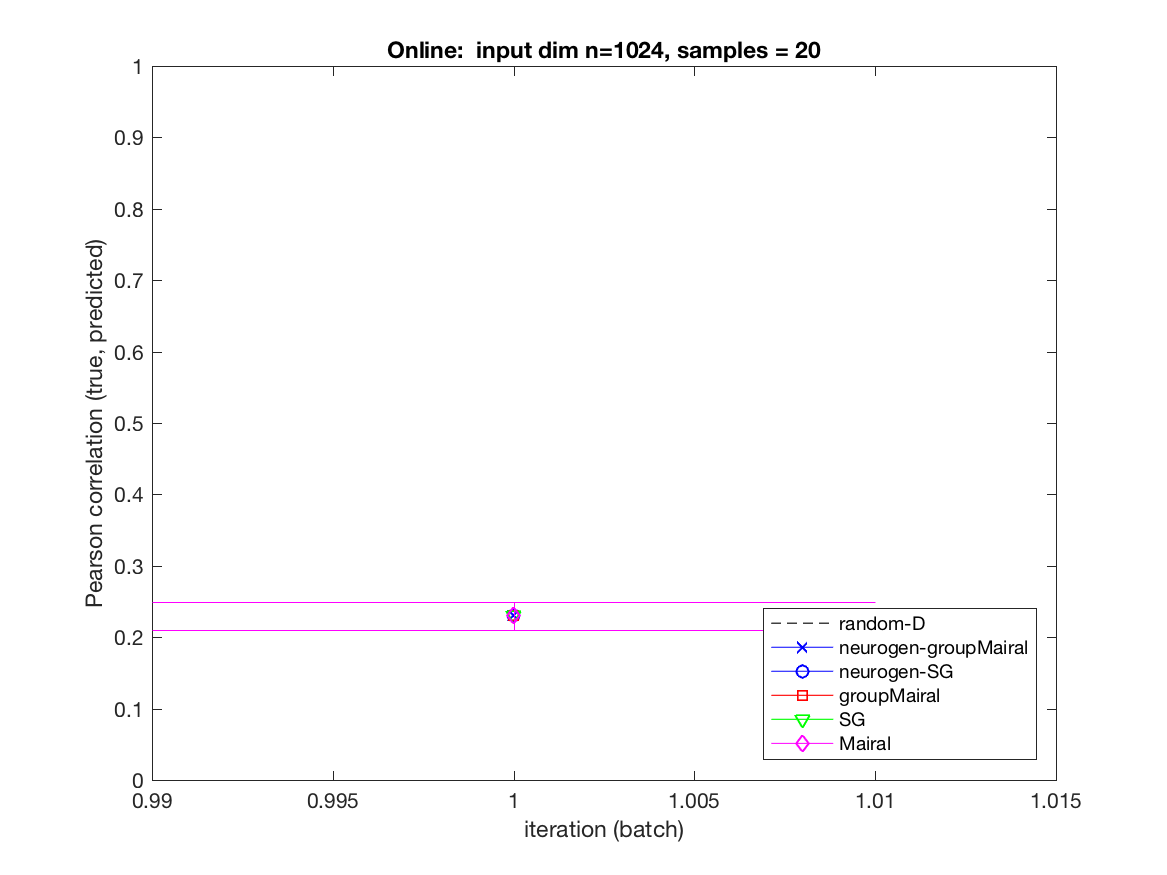 Online:  input dim n=1024, samples = 20
1
0.9
0.8
0.7
0.6
0.5
0.4
0.3
0.2
0.1
0
Pearson correlation (true, predicted)
random-D
neurogen-groupMairal
neurogen-SG
groupMairal
SG
Mairal
0.99 0.995 1 1.005 1.01 1.015
iteration (batch)